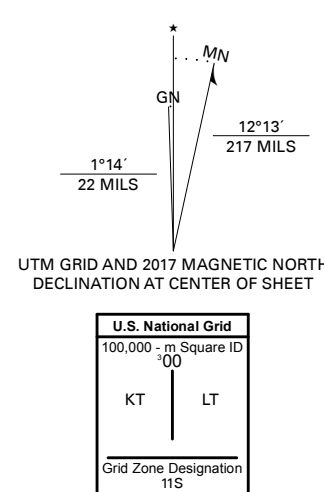 ★
MN
GN
12°13´
217 MILS
1°14´
22 MILS
UTM GRID AND 2017 MAGNETIC NORTH
DECLINATION AT CENTER OF SHEET
U.S. National Grid
100,000 - m Square ID
³00
KT LT
Grid Zone Designation
11S